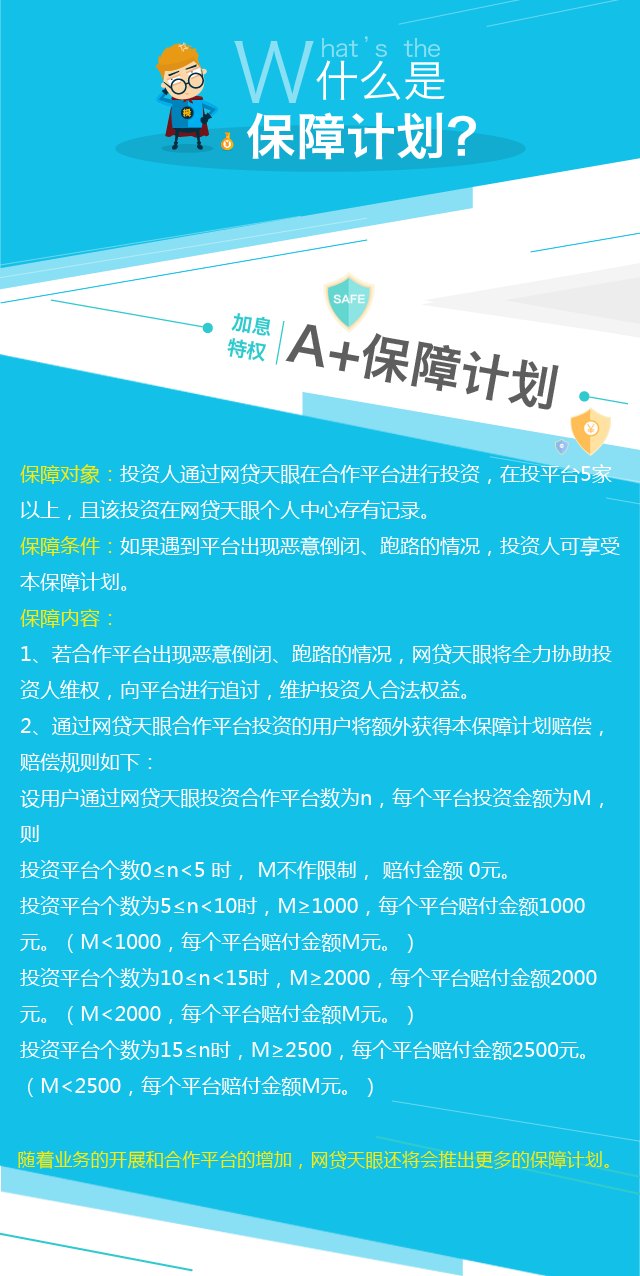 What's the
什么是
保障计划?
SAFE
加息
特权
A+保障计划
¥
保障对象：投资人通过网贷天眼在合作平台进行投资，在投平台5家
以上，且该投资在网贷天眼个人中心存有记录。
保障条件：如果遇到平台出现恶意倒闭、跑路的情况，投资人可享受
本保障计划。
保障内容：
1、若合作平台出现恶意倒闭、跑路的情况，网贷天眼将全力协助投
资人维权，向平台进行追讨，维护投资人合法权益。
2、通过网贷天眼合作平台投资的用户将额外获得本保障计划赔偿，
赔偿规则如下：
设用户通过网贷天眼投资合作平台数为n，每个平台投资金额为M，
则
投资平台个数0≤n<5 时， M不作限制， 赔付金额 0元。
投资平台个数为5≤n<10时，M≥1000，每个平台赔付金额1000
元。（M<1000，每个平台赔付金额M元。）
投资平台个数为10≤n<15时，M≥2000，每个平台赔付金额2000
元。（M<2000，每个平台赔付金额M元。）
投资平台个数为15≤n时，M≥2500，每个平台赔付金额2500元。
（M<2500，每个平台赔付金额M元。）
随着业务的开展和合作平台的增加，网贷天眼还将会推出更多的保障计划。